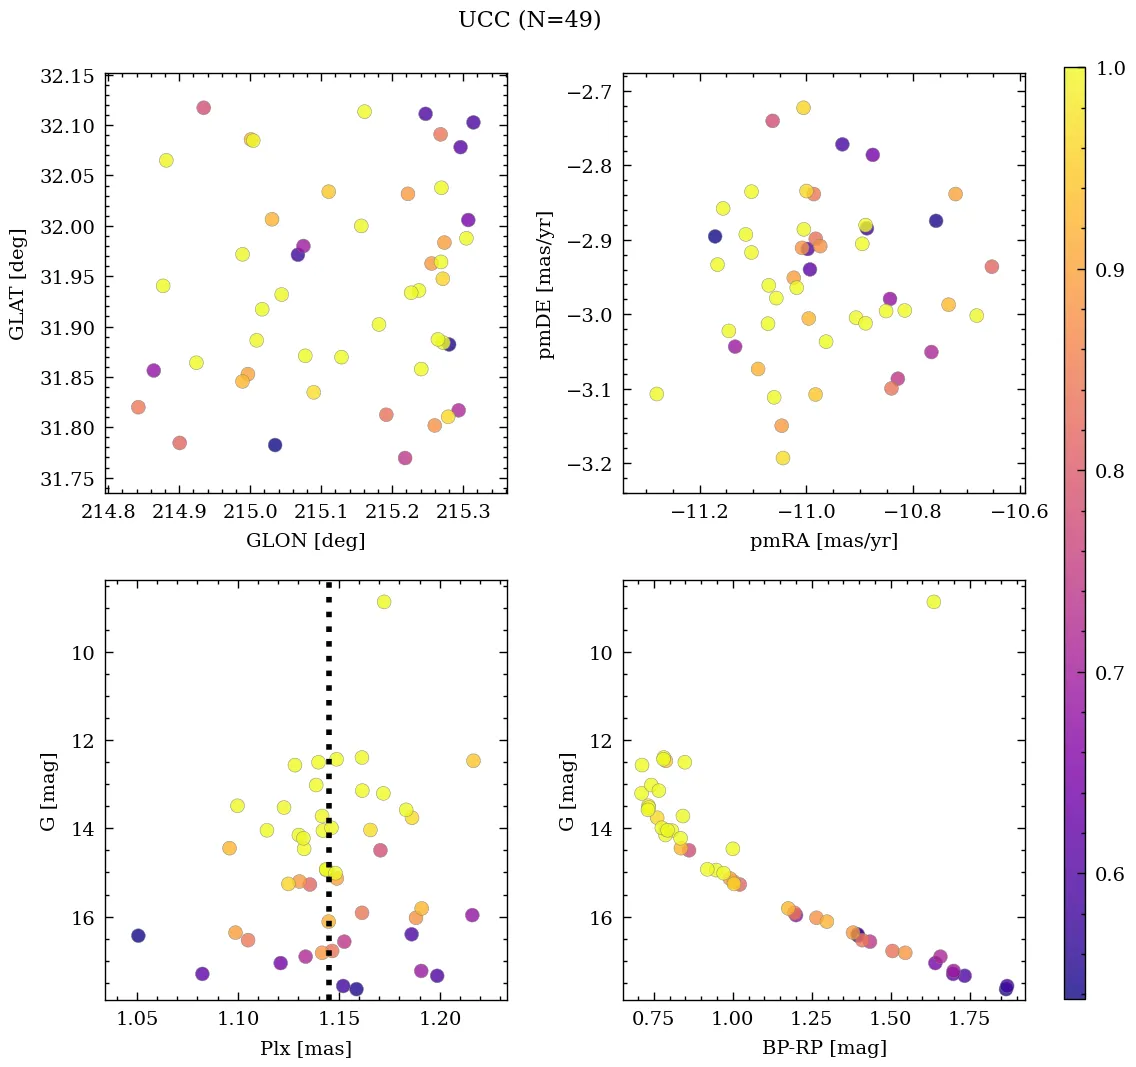 UCC (N=49)
32.15
32.10
32.05
32.00
31.95
31.90
31.85
31.80
31.75
GLAT [deg]
214.8 214.9 215.0 215.1 215.2 215.3
GLON [deg]
−2.7
−2.8
−2.9
−3.0
−3.1
−3.2
pmDE [mas/yr]
−11.2 −11.0 −10.8 −10.6
pmRA [mas/yr]
10
12
14
16
G [mag]
1.05 1.10 1.15 1.20
Plx [mas]
10
12
14
16
G [mag]
0.75 1.00 1.25 1.50 1.75
BP-RP [mag]
1.0
0.9
0.8
0.7
0.6